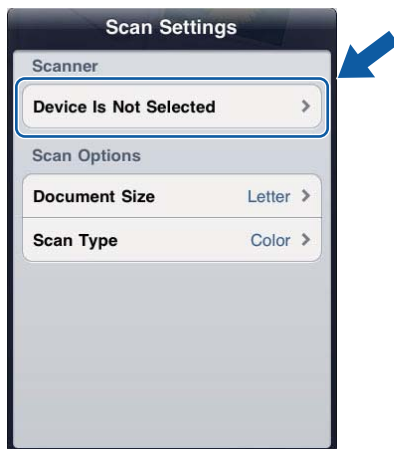 Scan Settings
Scanner
Device Is Not Selected
Scan Options
Document Size Letter
Scan Type Color